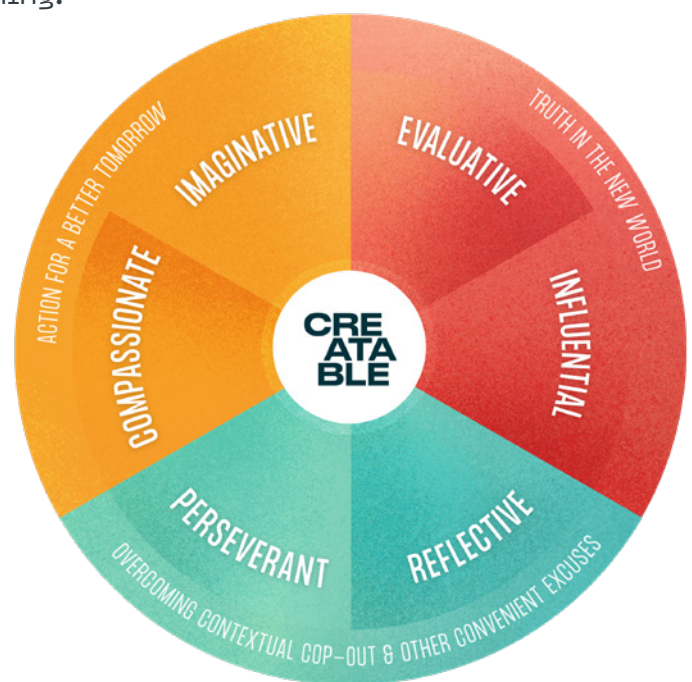 ACTION FOR A BETTER TOMORROW
IMAGINATIVE
COMPASSIONATE
TRUTH IN THE NEW WORLD
EVALUATIVE
INFLUENTIAL
CRE
ATA
BLE
PERSEVERANT
REFLECTIVE
OVERCOMING CONTEXTUAL COP-OUT & OTHER CONVENIENT EXCUSES